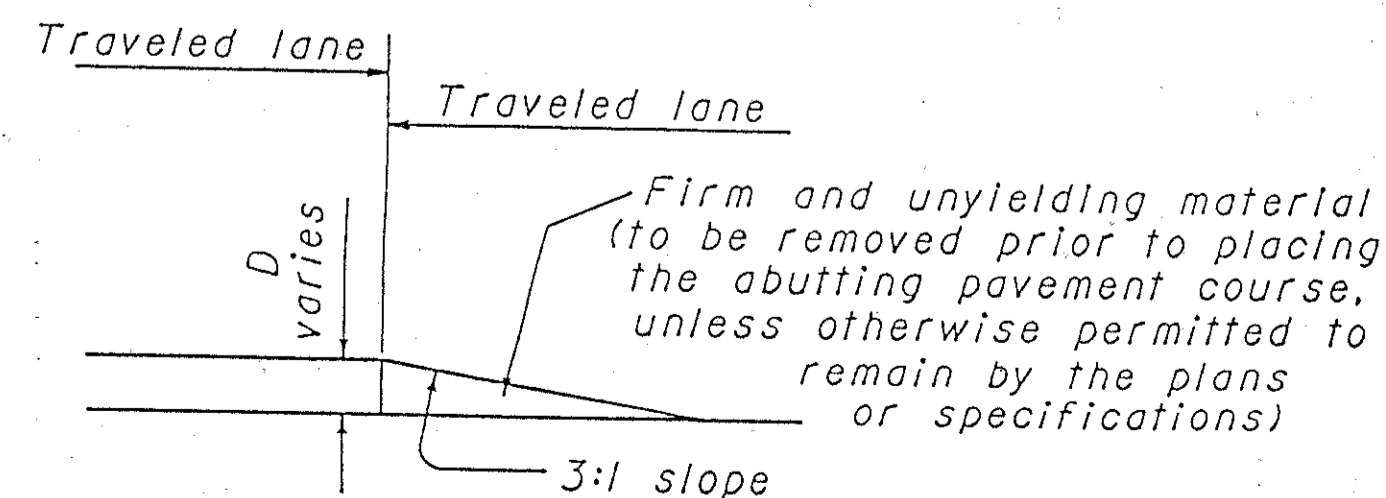 Traveled lane
Traveled lane
Firm and unyielding material
(to be removed prior to placing
the abutting pavement course,
unless otherwise permitted to
remain by the plans
or specifications)
D
varies
3:1 slope